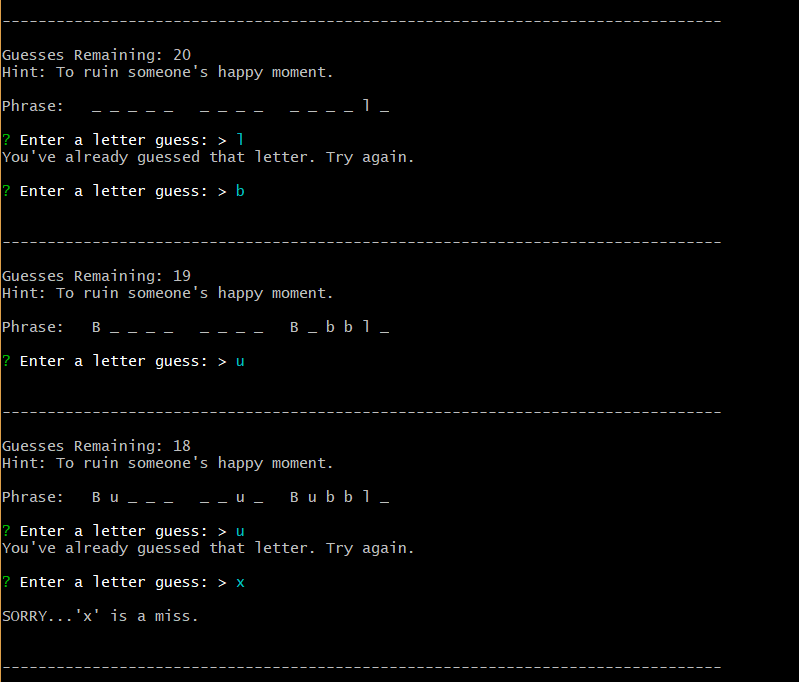 --------------------------------------------------------------------------------
Guesses Remaining: 20
Hint: To ruin someone's happy moment.
Phrase: _ _ _ _ _ _ _ _ _ _ _ _ _ l _
? Enter a letter guess: > l
You've already guessed that letter. Try again.
? Enter a letter guess: > b
--------------------------------------------------------------------------------
Guesses Remaining: 19
Hint: To ruin someone's happy moment.
Phrase: B _ _ _ _ _ _ _ _ B _ b b l _
? Enter a letter guess: > u
--------------------------------------------------------------------------------
Guesses Remaining: 18
Hint: To ruin someone's happy moment.
Phrase: B u _ _ _ _ _ u _ B u b b l _
? Enter a letter guess: > u
You've already guessed that letter. Try again.
? Enter a letter guess: > x
SORRY...'x' is a miss.
--------------------------------------------------------------------------------